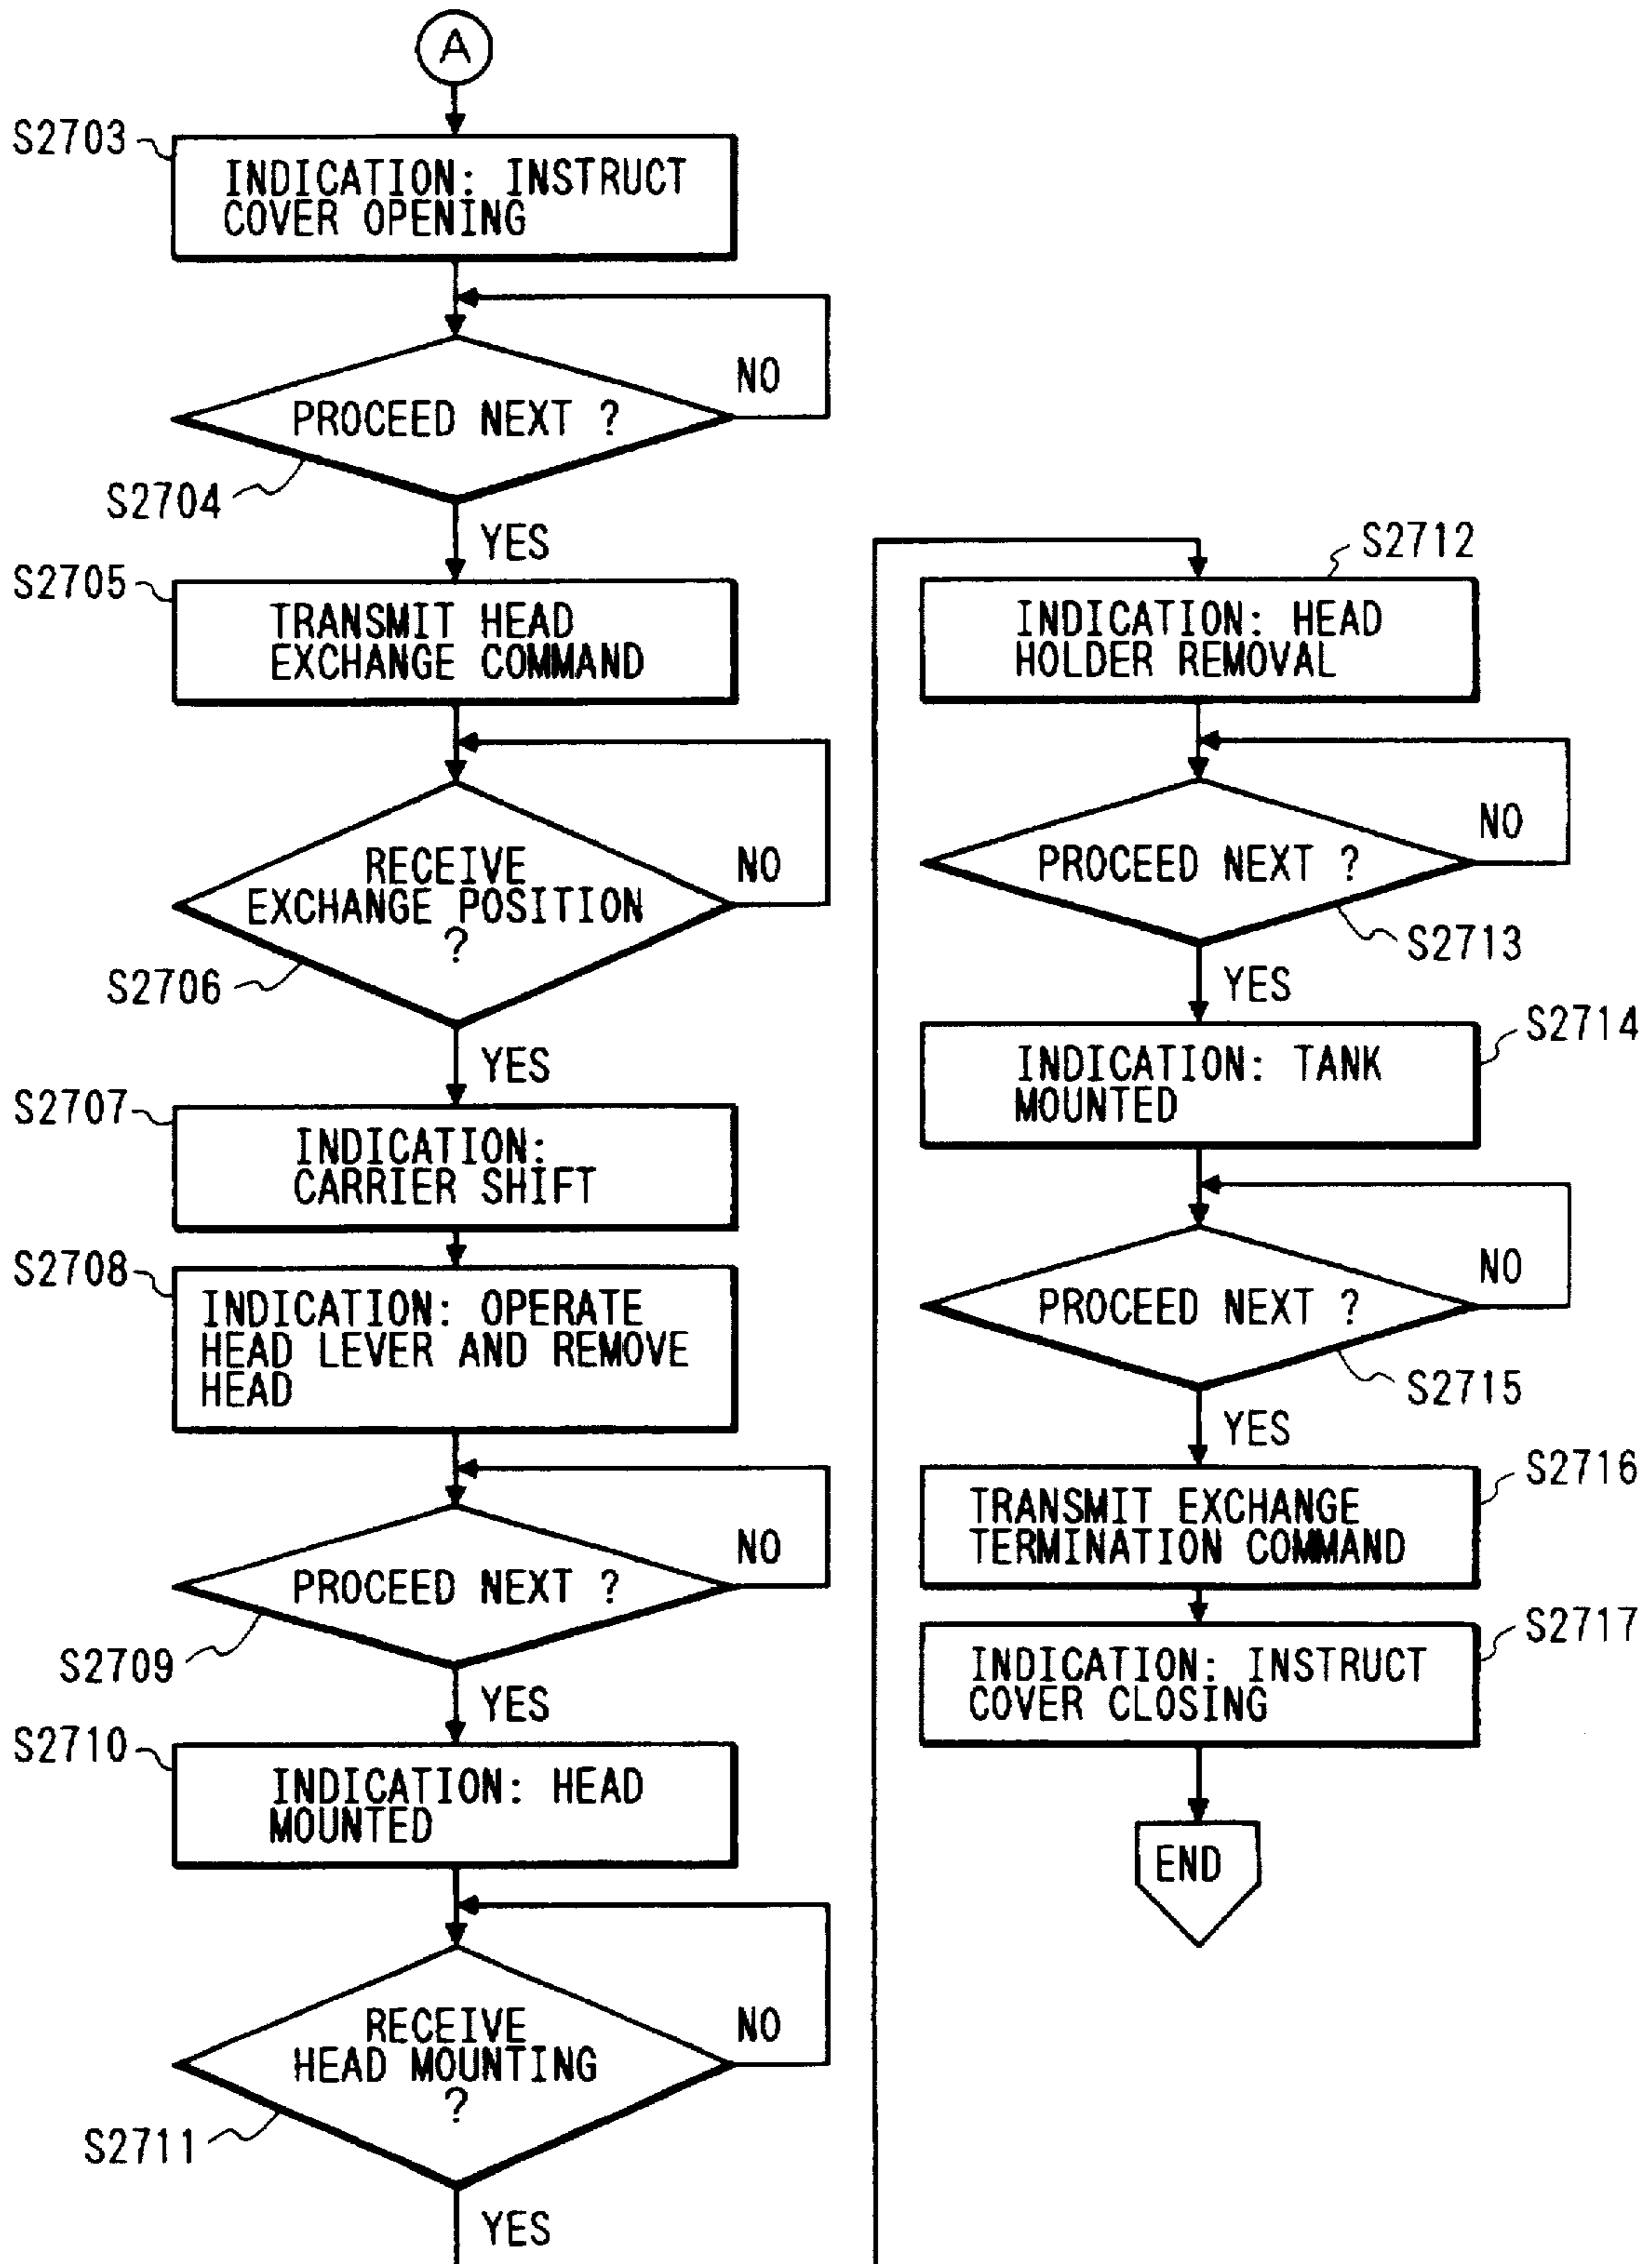 A
S2703
INDICATION: INSTRUCT
COVER OPENING
NO
PROCEED NEXT ?
S2704
YES
S2705
TRANSMIT HEAD
EXCHANGE COMMAND
RECEIVE
EXCHANGE POSITION
?
NO
S2706
YES
S2707
INDICATION:
CARRIER SHIFT
S2708
INDICATION: OPERATE
HEAD LEVER AND REMOVE
HEAD
NO
PROCEED NEXT ?
S2709
YES
S2710
INDICATION: HEAD
MOUNTED
RECEIVE
HEAD MOUNTING
?
NO
S2711
YES
S2712
INDICATION: HEAD
HOLDER REMOVAL
NO
PROCEED NEXT ?
S2713
YES
S2714
INDICATION: TANK
MOUNTED
NO
PROCEED NEXT ?
S2715
YES
S2716
TRANSMIT EXCHANGE
TERMINATION COMMAND
S2717
INDICATION: INSTRUCT
COVER CLOSING
END